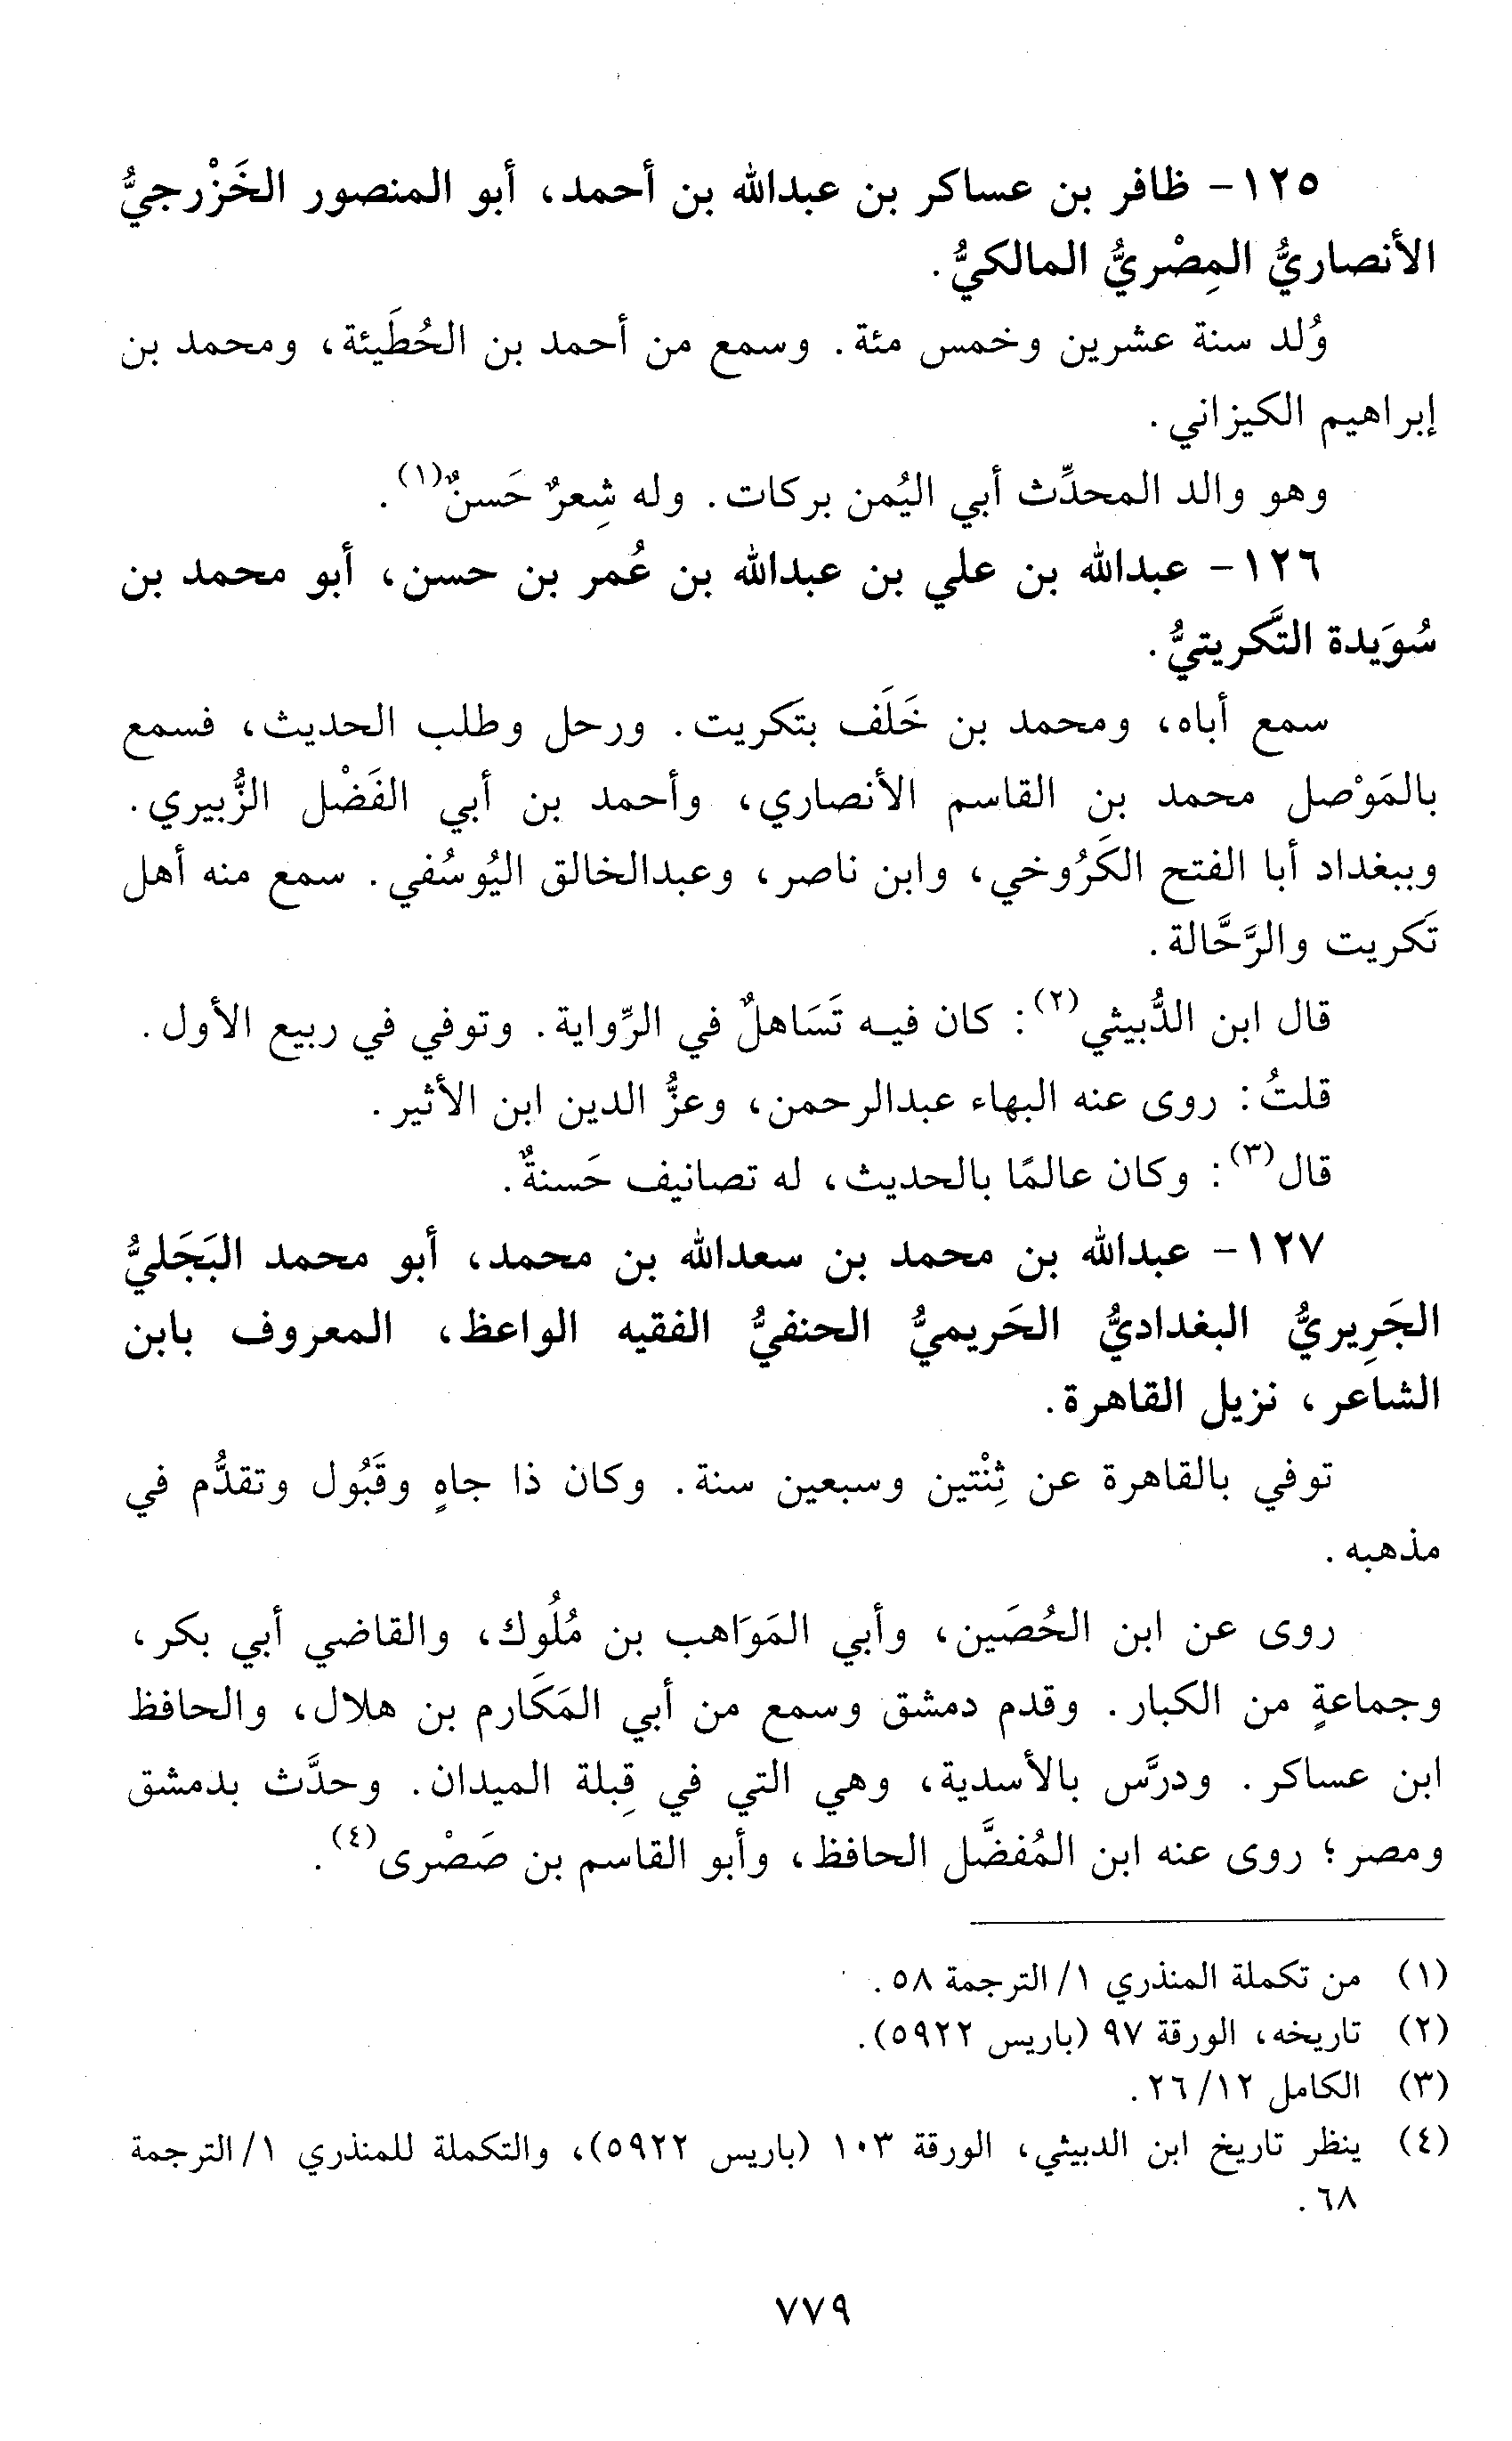 ١٢٥- ظافر بن عساكر بن عبدالله بن أحمد، أبو المنصور الخَزْرجيُّ
الأنصاريُّ المِصْريُّ المالكيُّ.
وُلد سنة عشرين وخمس مئة. وسمع من أحمد بن الحُطَيئة، ومحمد بن
إبراهيم الكيزاني.
وهو والد المحدِّث أبي اليُمن بركات. وله شِعرٌ حَسنٌ(١).
١٢٦- عبدالله بن علي بن عبدالله بن عُمر بن حسن، أبو محمد بن
سُوَيدة التَّكريتيُّ.
سمع أباه، ومحمد بن خَلَف بتكريت. ورحل وطلب الحديث، فسمع
بالمَوْصل محمد بن القاسم الأنصاري، وأحمد بن أبي الفَضْل الزُّبيري.
وببغداد أبا الفتح الكَرُوخي، وابن ناصر، وعبدالخالق اليُوسُفي. سمع منه أهل
تَكريت والرَّحَّالة.
قال ابن الدُّبيثي(٢): كان فيه تَسَاهلٌ في الرِّواية. وتوفي في ربيع الأول.
قلتُ: روى عنه البهاء عبدالرحمن، وعزُّ الدين ابن الأثير.
قال(٣): وكان عالمًا بالحديث، له تصانيف حَسنةٌ.
١٢٧- عبدالله بن محمد بن سعدالله بن محمد، أبو محمد البَجَليُّ
الجَرِيريُّ البغداديُّ الحَريميُّ الحنفيُّ الفقيه الواعظ، المعروف بابن
الشاعر، نزيل القاهرة.
توفي بالقاهرة عن ثِنْتين وسبعين سنة. وكان ذا جاهٍ وقَبُول وتقدُّم في
مذهبه.
روى عن ابن الحُصَين، وأبي المَوَاهب بن مُلُوك، والقاضي أبي بكر،
وجماعةٍ من الكبار. وقدم دمشق وسمع من أبي المَكَارم بن هلال، والحافظ
ابن عساكر. ودرَّس بالأسدية، وهي التي في قِبلة الميدان. وحدَّث بدمشق
ومصر؛ روى عنه ابن المُفضَّل الحافظ، وأبو القاسم بن صَصْرى(٤).
(١) من تكملة المنذري ١/ الترجمة ٥٨.
(٢) تاريخه، الورقة ٩٧ (باريس ٥٩٢٢).
(٣) الكامل ١٢/ ٢٦.
(٤) ينظر تاريخ ابن الدبيثي، الورقة ١٠٣ (باريس ٥٩٢٢)، والتكملة للمنذري ١/ الترجمة
٦٨.
٧٧٩